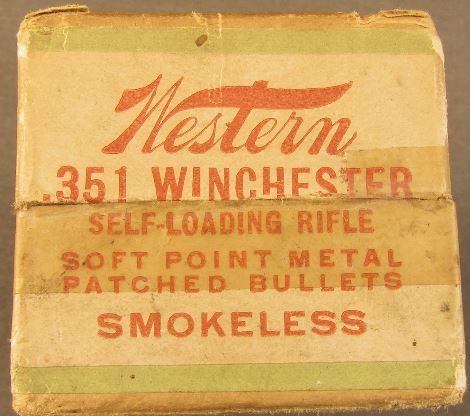 Western
.351 WINCHESTER
SELF-LOADING RIFLE
SOFT POINT METAL
PATCHED BULLETS
SMOKELESS